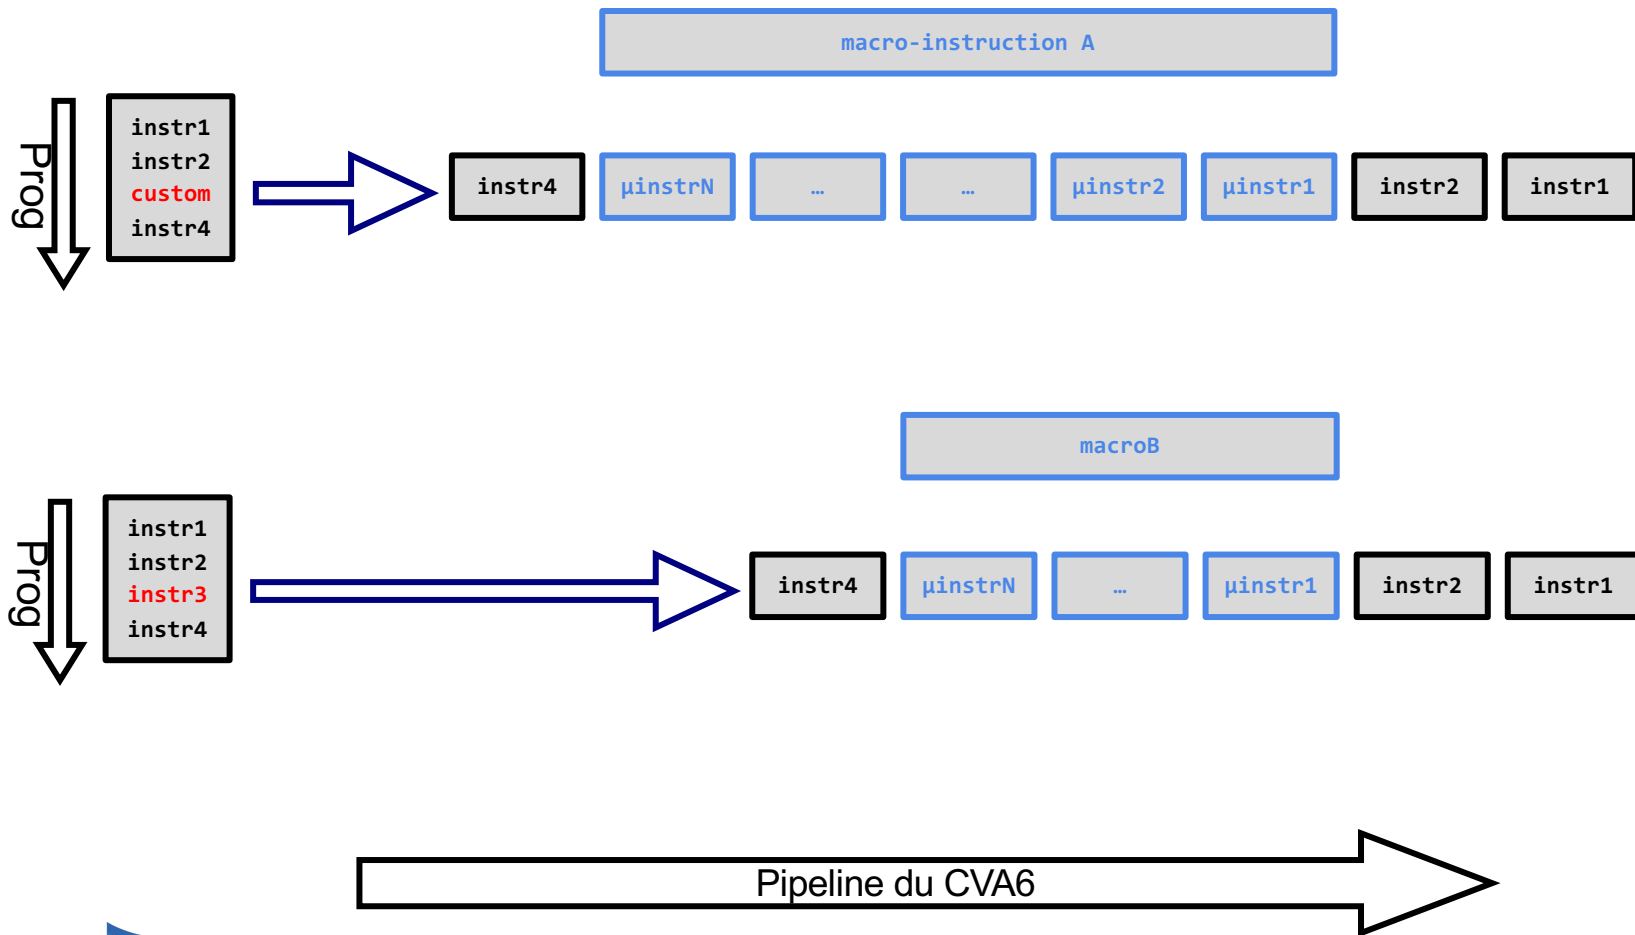 macro-instruction A
Prog
instr1
instr2
custom
instr4
instr4 µinstrN … … µinstr2 µinstr1 instr2 instr1
macroB
Prog
instr1
instr2
instr3
instr4
instr4 µinstrN … µinstr1 instr2 instr1
Pipeline du CVA6